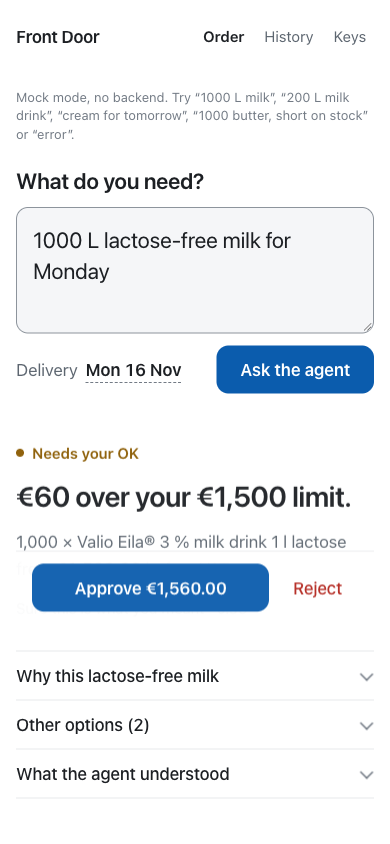 Front Door
Order
History
Keys
Mock mode, no backend. Try “1000 L milk”, “200 L milk
drink”, “cream for tomorrow”, “1000 butter, short on stock”
or “error”.
What do you need?
1000 L lactose-free milk for
Monday
Delivery Mon 16 Nov
Ask the agent
Needs your OK
€60 over your €1,500 limit.
1,000 × Valio Eila® 3 % milk drink 1 l lactose
Approve €1,560.00
Reject
Why this lactose-free milk
Other options (2)
What the agent understood